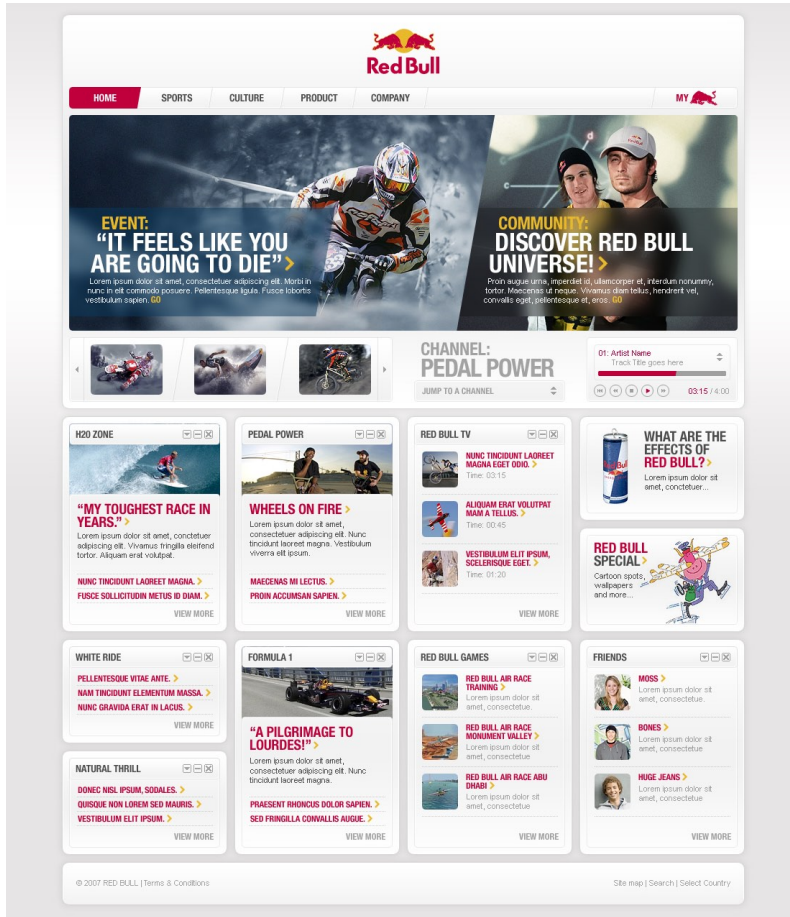 Red Bull
HOME SPORTS CULTURE PRODUCT COMPANY MY
EVENT:
“IT FEELS LIKE YOU
ARE GOING TO DIE”
Lorem ipsum dolor sit amet, consectetuer adipiscing elit. Morbi in
nunc in elit commodo posuere. Pellentesque ligula. Fusce lobortis
vestibulum sapien. GO
COMMUNITY:
DISCOVER RED BULL
UNIVERSE!
Proin augue urna, imperdiet id, ullamcorper et, interdum nonummy,
tortor. Maecenas ut neque. Vivamus diam tellus, hendrerit vel,
convallis eget, pellentesque et, eros. GO
CHANNEL:
PEDAL POWER
JUMP TO A CHANNEL
01: Artist Name
Track Title goes here
03:15 / 4:00
H20 ZONE
“MY TOUGHEST RACE IN
YEARS.”
Lorem ipsum dolor sit amet, conctetuer
adipiscing elit. Vivamus fringilla eleifend
tortor. Aliquam erat volutpat.
NUNC TINCIDUNT LAOREET MAGNA.
FUSCE SOLLICITUDIN METUS ID DIAM.
VIEW MORE
PEDAL POWER
WHEELS ON FIRE
Lorem ipsum dolor sit amet,
consectetuer adipiscing elit. Nunc
tincidunt laoreet magna. Vestibulum
viverra elit ipsum.
MAECENAS MI LECTUS.
PROIN ACCUMSAN SAPIEN.
VIEW MORE
RED BULL TV
NUNC TINCIDUNT LAOREET
MAGNA EGET ODIO.
Time: 03:15
ALIQUAM ERAT VOLUTPAT
MAM A TELLUS.
Time: 00:45
VESTIBULUM ELIT IPSUM,
SCELERISQUE EGET.
Time: 01:20
VIEW MORE
WHAT ARE THE
EFFECTS OF
RED BULL?
Lorem ipsum dolor sit
amet, conctetuer...
RED BULL
SPECIAL
Cartoon spots,
wallpapers
and more...
WHITE RIDE
PELLENTESQUE VITAE ANTE.
NAM TINCIDUNT ELEMENTUM MASSA.
NUNC GRAVIDA ERAT IN LACUS.
VIEW MORE
NATURAL THRILL
DONEC NISL IPSUM, SODALES.
QUISQUE NON LOREM SED MAURIS.
VESTIBULUM ELIT IPSUM.
VIEW MORE
FORMULA 1
“A PILGRIMAGE TO
LOURDES!”
Lorem ipsum dolor sit amet,
consectetuer adipiscing elit. Nunc
tincidunt laoreet magna.
PRAESENT RHONCUS DOLOR SAPIEN.
SED FRINGILLA CONVALLIS AUGUE.
VIEW MORE
RED BULL GAMES
RED BULL AIR RACE
TRAINING
Lorem ipsum dolor sit
amet, consectetue.
RED BULL AIR RACE
MONUMENT VALLEY
Lorem ipsum dolor sit
amet, consectetue
RED BULL AIR RACE ABU
DHABI
Lorem ipsum dolor sit
amet, consectetue
VIEW MORE
FRIENDS
MOSS
Lorem ipsum dolor sit
amet, consectetue.
BONES
Lorem ipsum dolor sit
amet, consectetue
HUGE JEANS
Lorem ipsum dolor sit
amet, consectetue
VIEW MORE
© 2007 RED BULL | Terms & Conditions
Site map | Search | Select Country